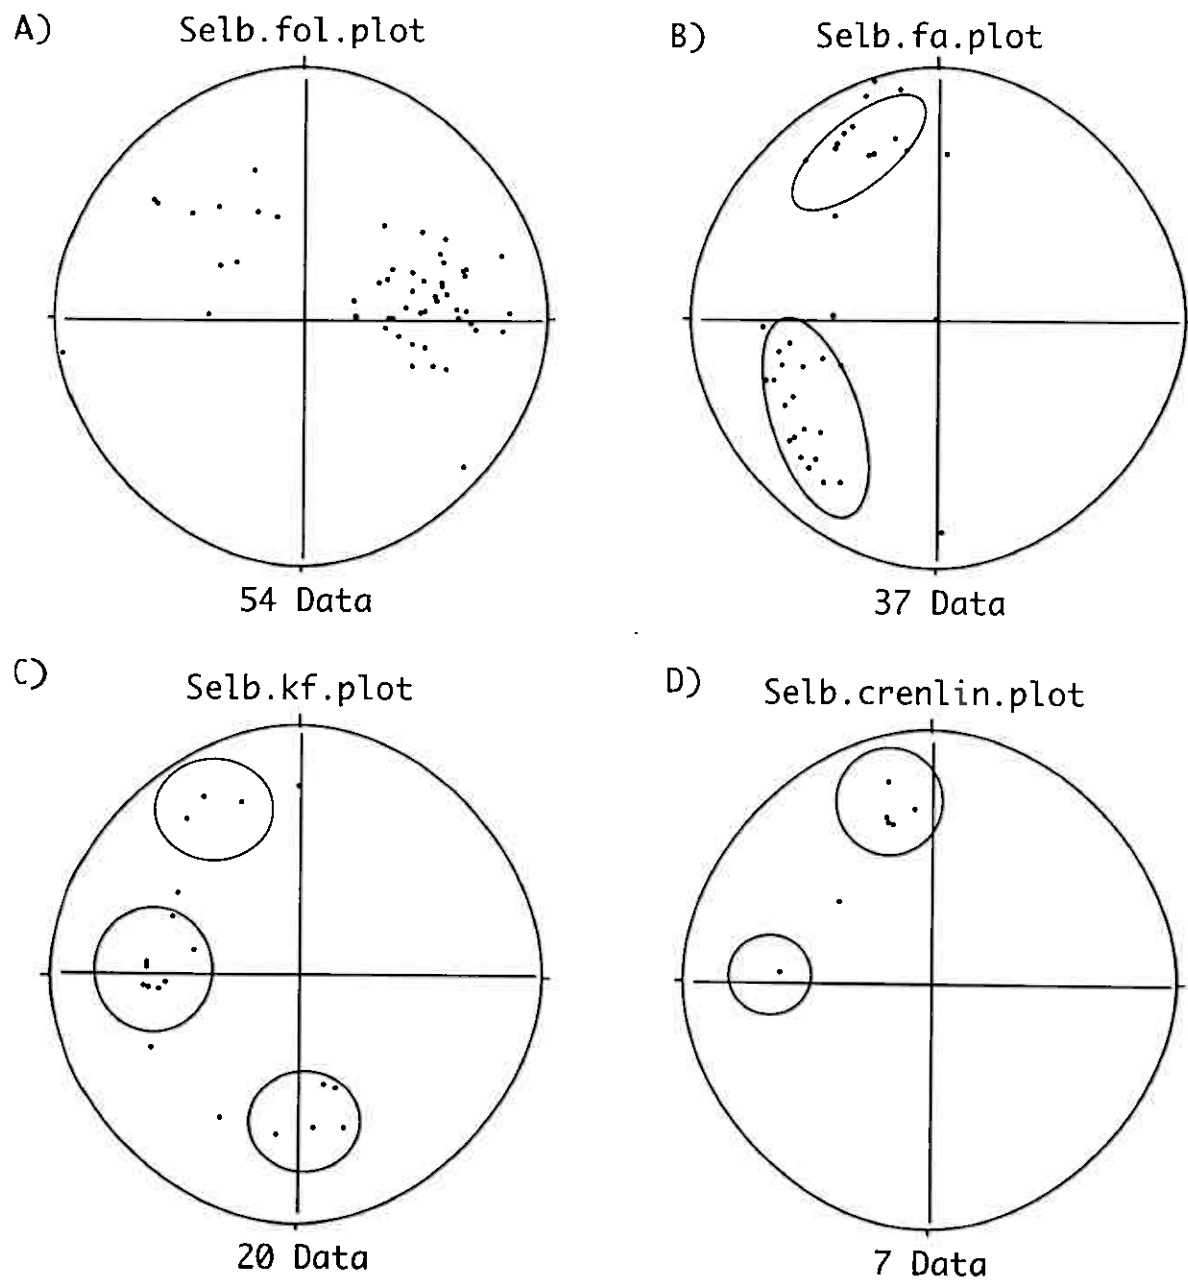 A)
Selb.fol.plot
54 Data
B)
Selb.fa.plot
37 Data
C)
Selb.kf.plot
20 Data
D)
Selb.crenlin.plot
7 Data